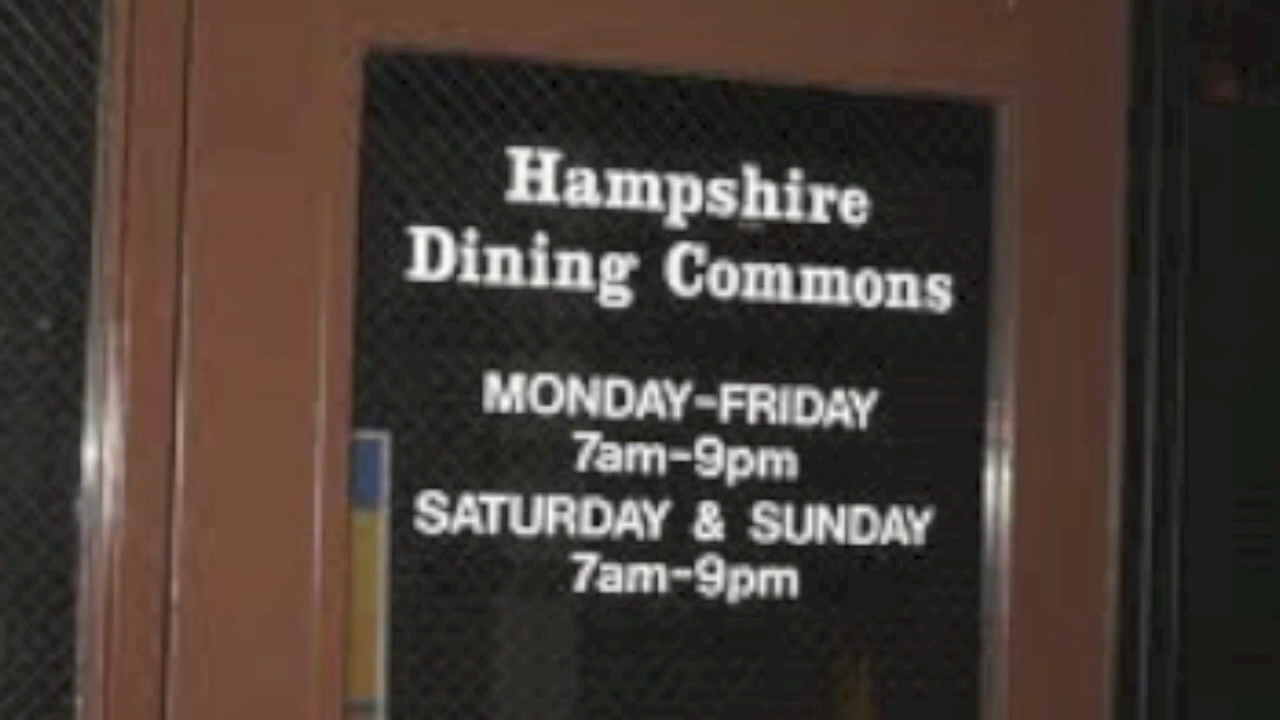 Hampshire
Dining Commons
MONDAY-FRIDAY
7am-9pm
SATURDAY & SUNDAY
7am-9pm